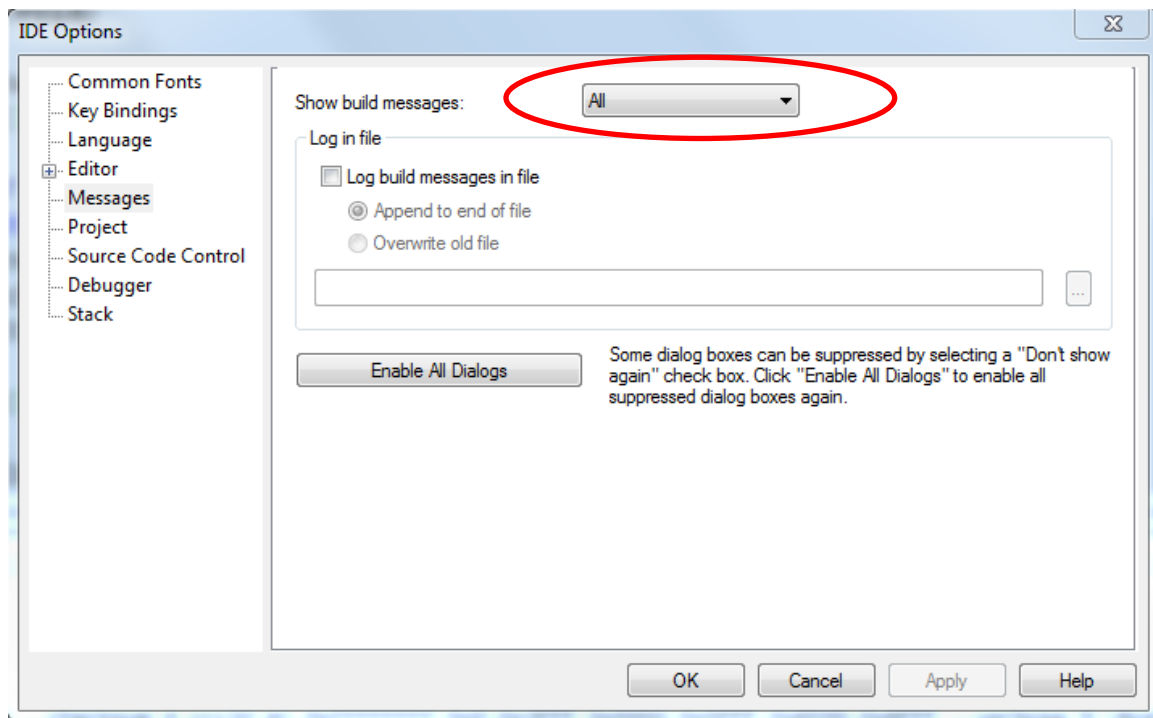 IDE Options
Common Fonts
Key Bindings
Language
Editor
Messages
Project
Source Code Control
Debugger
Stack
Show build messages:
All
Log in file
Log build messages in file
Append to end of file
Overwrite old file
...
Enable All Dialogs
Some dialog boxes can be suppressed by selecting a "Don't show
again" check box. Click "Enable All Dialogs" to enable all
suppressed dialog boxes again.
OK
Cancel
Apply
Help